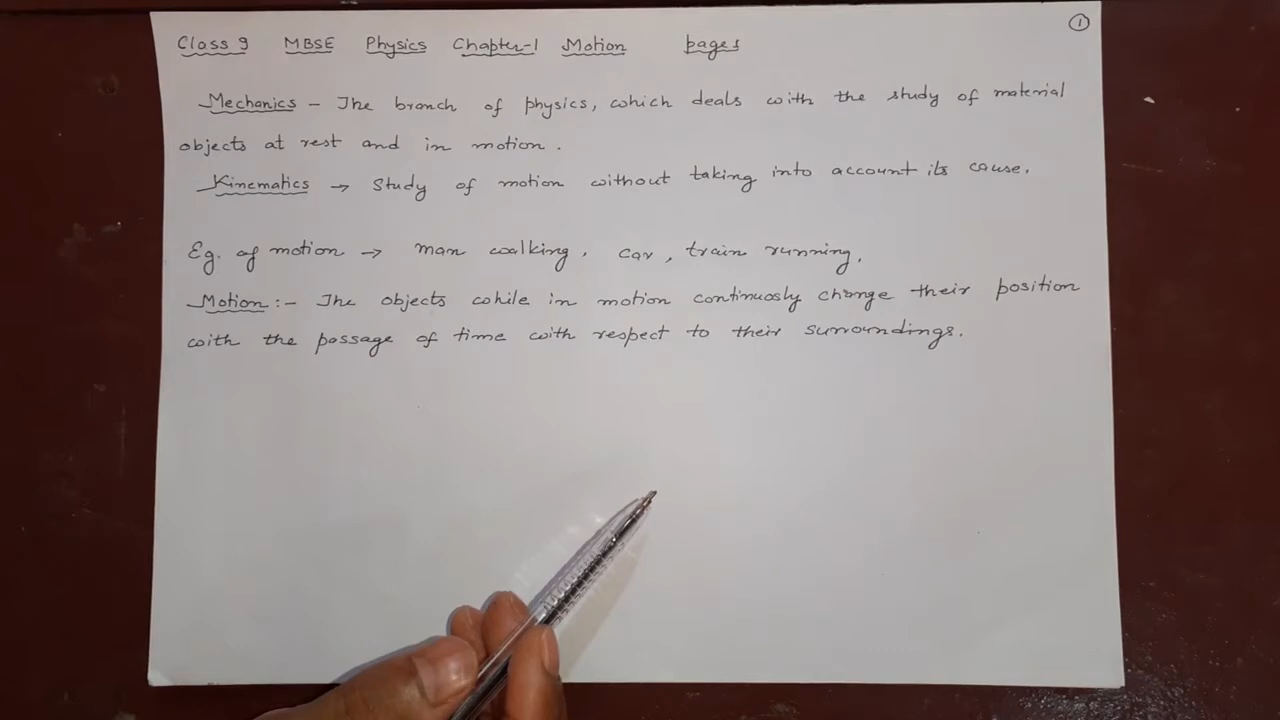 ①
Class 9 MBSE Physics Chapter-1 Motion pages
Mechanics - The branch of physics, which deals with the study of material
objects at rest and in motion.
Kinematics → Study of motion without taking into account its cause.
Eg. of motion → man walking, car, train running.
Motion :- The objects while in motion continuosly change their position
with the passage of time with respect to their surroundings.